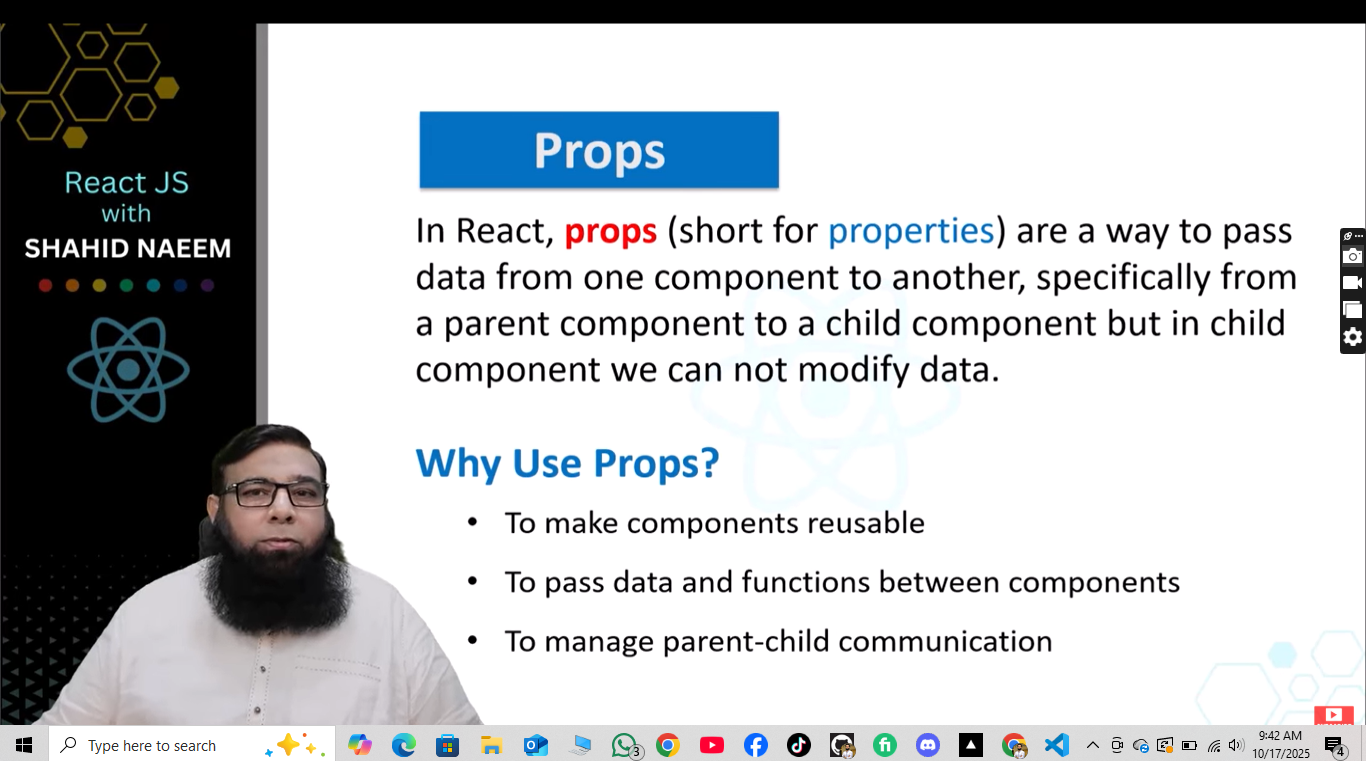 React JS
with
SHAHID NAEEM
Props
In React, props (short for properties) are a way to pass
data from one component to another, specifically from
a parent component to a child component but in child
component we can not modify data.
Why Use Props?
• To make components reusable
• To pass data and functions between components
• To manage parent-child communication
Type here to search
3
9:42 AM
10/17/2025
4